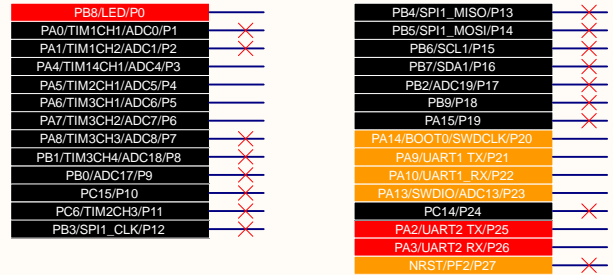 PB8/LED/P0
PA0/TIM1CH1/ADC0/P1
PA1/TIM1CH2/ADC1/P2
PA4/TIM14CH1/ADC4/P3
PA5/TIM2CH1/ADC5/P4
PA6/TIM3CH1/ADC6/P5
PA7/TIM3CH2/ADC7/P6
PA8/TIM3CH3/ADC8/P7
PB1/TIM3CH4/ADC18/P8
PB0/ADC17/P9
PC15/P10
PC6/TIM2CH3/P11
PB3/SPI1_CLK/P12
PB4/SPI1_MISO/P13
PB5/SPI1_MOSI/P14
PB6/SCL1/P15
PB7/SDA1/P16
PB2/ADC19/P17
PB9/P18
PA15/P19
PA14/BOOT0/SWDCLK/P20
PA9/UART1 TX/P21
PA10/UART1_RX/P22
PA13/SWDIO/ADC13/P23
PC14/P24
PA2/UART2 TX/P25
PA3/UART2 RX/P26
NRST/PF2/P27